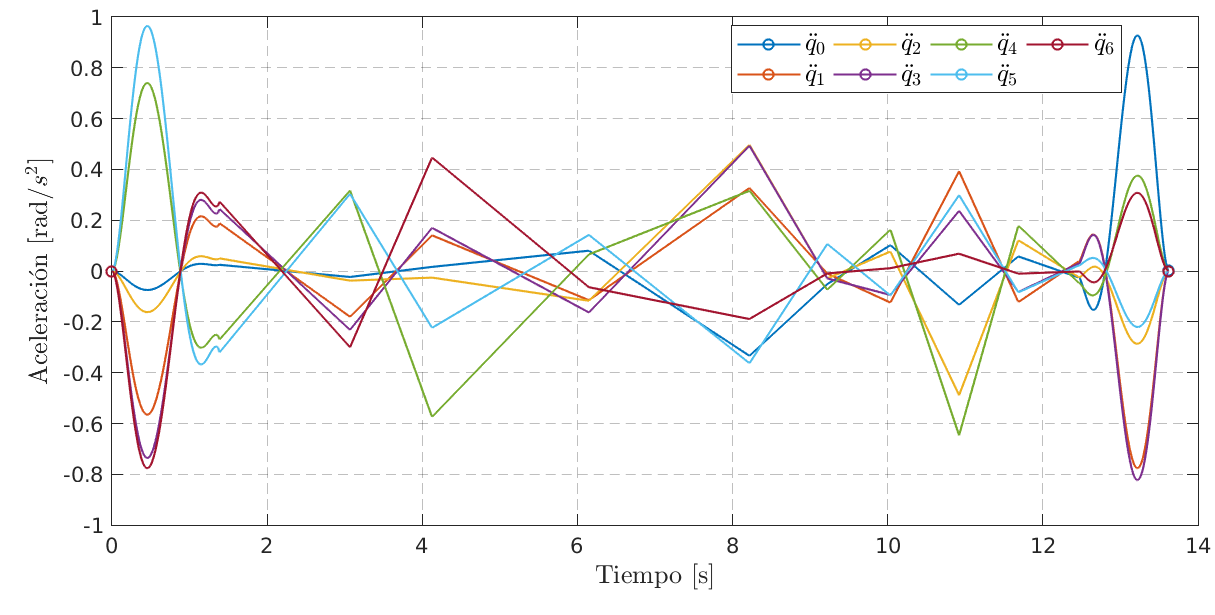 1
0.8
0.6
0.4
0.2
0
-0.2
-0.4
-0.6
-0.8
-1
Aceleración [rad/s²]
q̈₀ q̈₂ q̈₄ q̈₆
q̈₁ q̈₃ q̈₅
0 2 4 6 8 10 12 14
Tiempo [s]